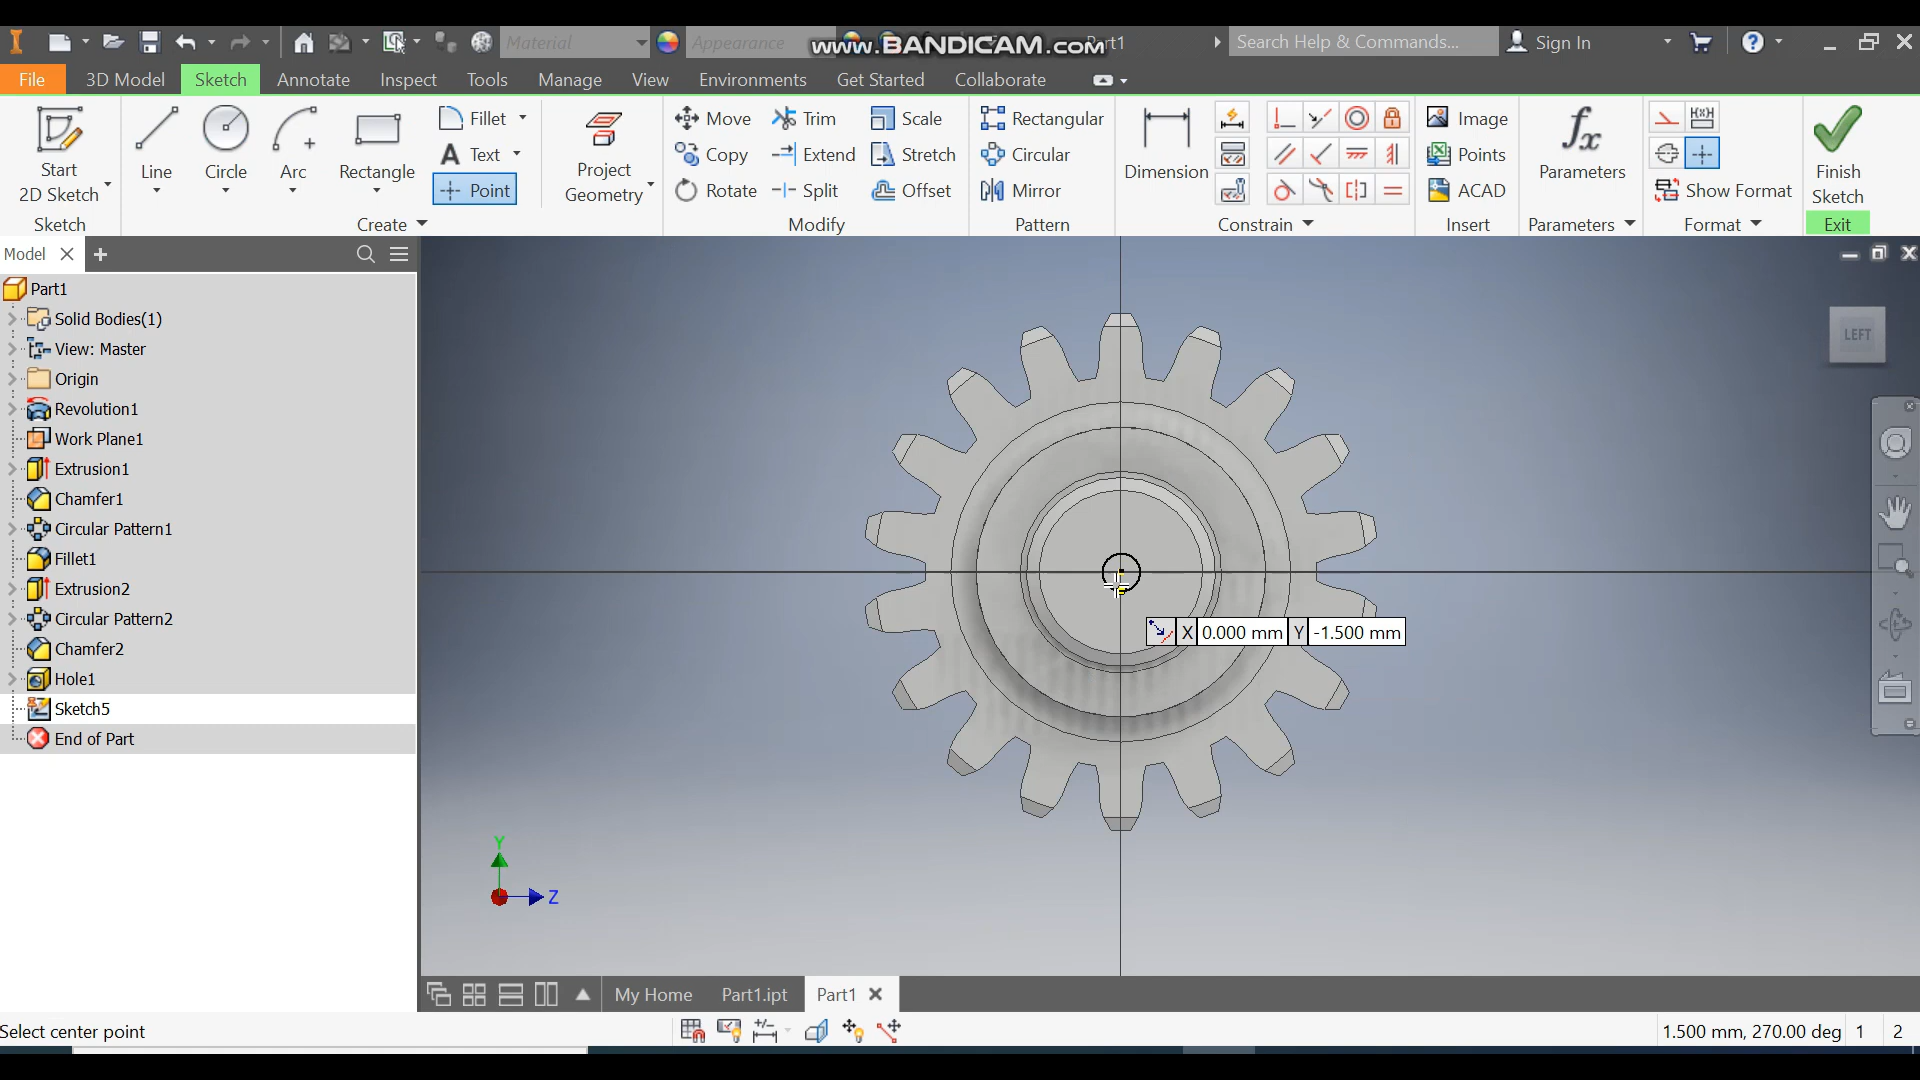 Material
Appearance
www.BANDICAM.com
Part1
Search Help & Commands...
Sign In
File
3D Model
Sketch
Annotate
Inspect
Tools
Manage
View
Environments
Get Started
Collaborate
Start
2D Sketch
Line
Circle
Arc
Rectangle
Fillet
Text
Point
Project
Geometry
Move
Trim
Scale
Copy
Extend
Stretch
Rotate
Split
Offset
Rectangular
Circular
Mirror
Dimension
Image
Points
ACAD
fx
Parameters
Show Format
Finish
Sketch
Sketch
Create
Modify
Pattern
Constrain
Insert
Parameters
Format
Exit
Model
Part1
Solid Bodies(1)
View: Master
Origin
Revolution1
Work Plane1
Extrusion1
Chamfer1
Circular Pattern1
Fillet1
Extrusion2
Circular Pattern2
Chamfer2
Hole1
Sketch5
End of Part
LEFT
X 0.000 mm Y -1.500 mm
Y
Z
My Home
Part1.ipt
Part1
Select center point
1.500 mm, 270.00 deg 1 2